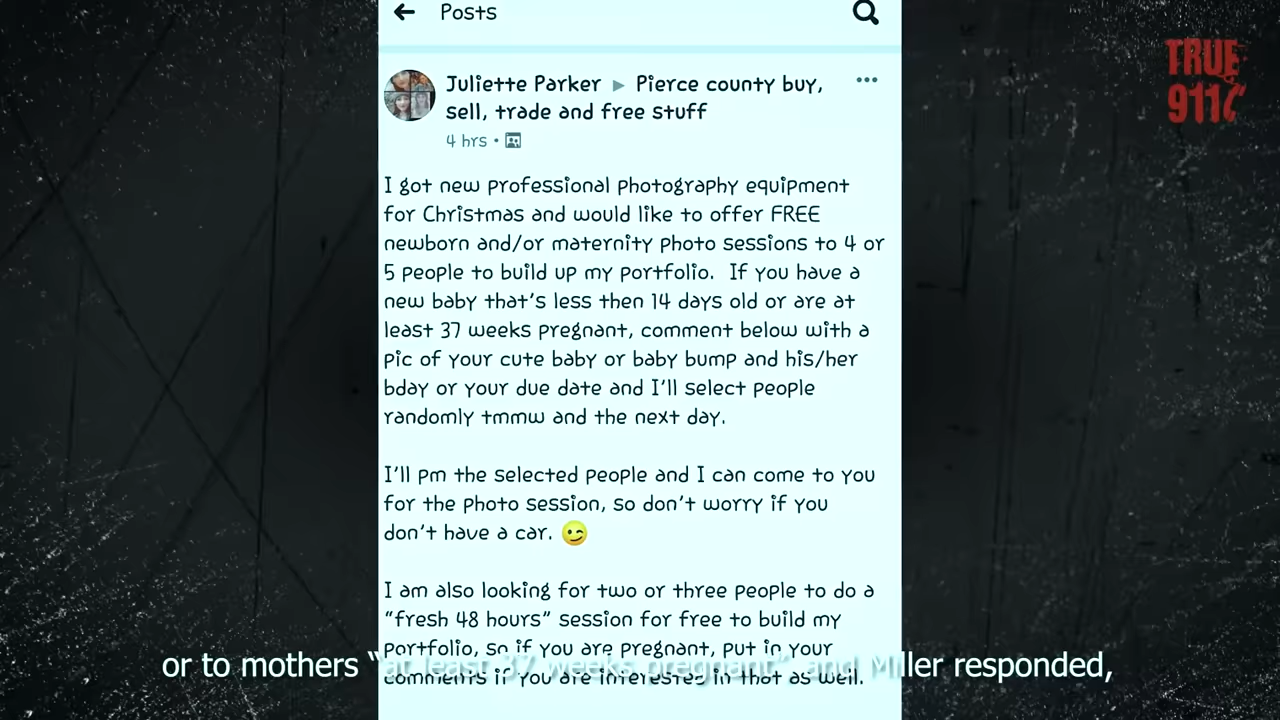 Posts
TRUE
911
Juliette Parker ▸ Pierce county buy,
sell, trade and free stuff
4 hrs •
I got new professional photography equipment
for Christmas and would like to offer FREE
newborn and/or maternity photo sessions to 4 or
5 people to build up my portfolio. If you have a
new baby that's less then 14 days old or are at
least 37 weeks pregnant, comment below with a
pic of your cute baby or baby bump and his/her
bday or your due date and I'll select people
randomly tmmw and the next day.
I'll pm the selected people and I can come to you
for the photo session, so don't worry if you
don't have a car. 😉
I am also looking for two or three people to do a
“fresh 48 hours” session for free to build my
portfolio, so if you are pregnant, put in your
comments if you are interested in that as well.
or to mothers “at least 37 weeks pregnant”, and Miller responded,